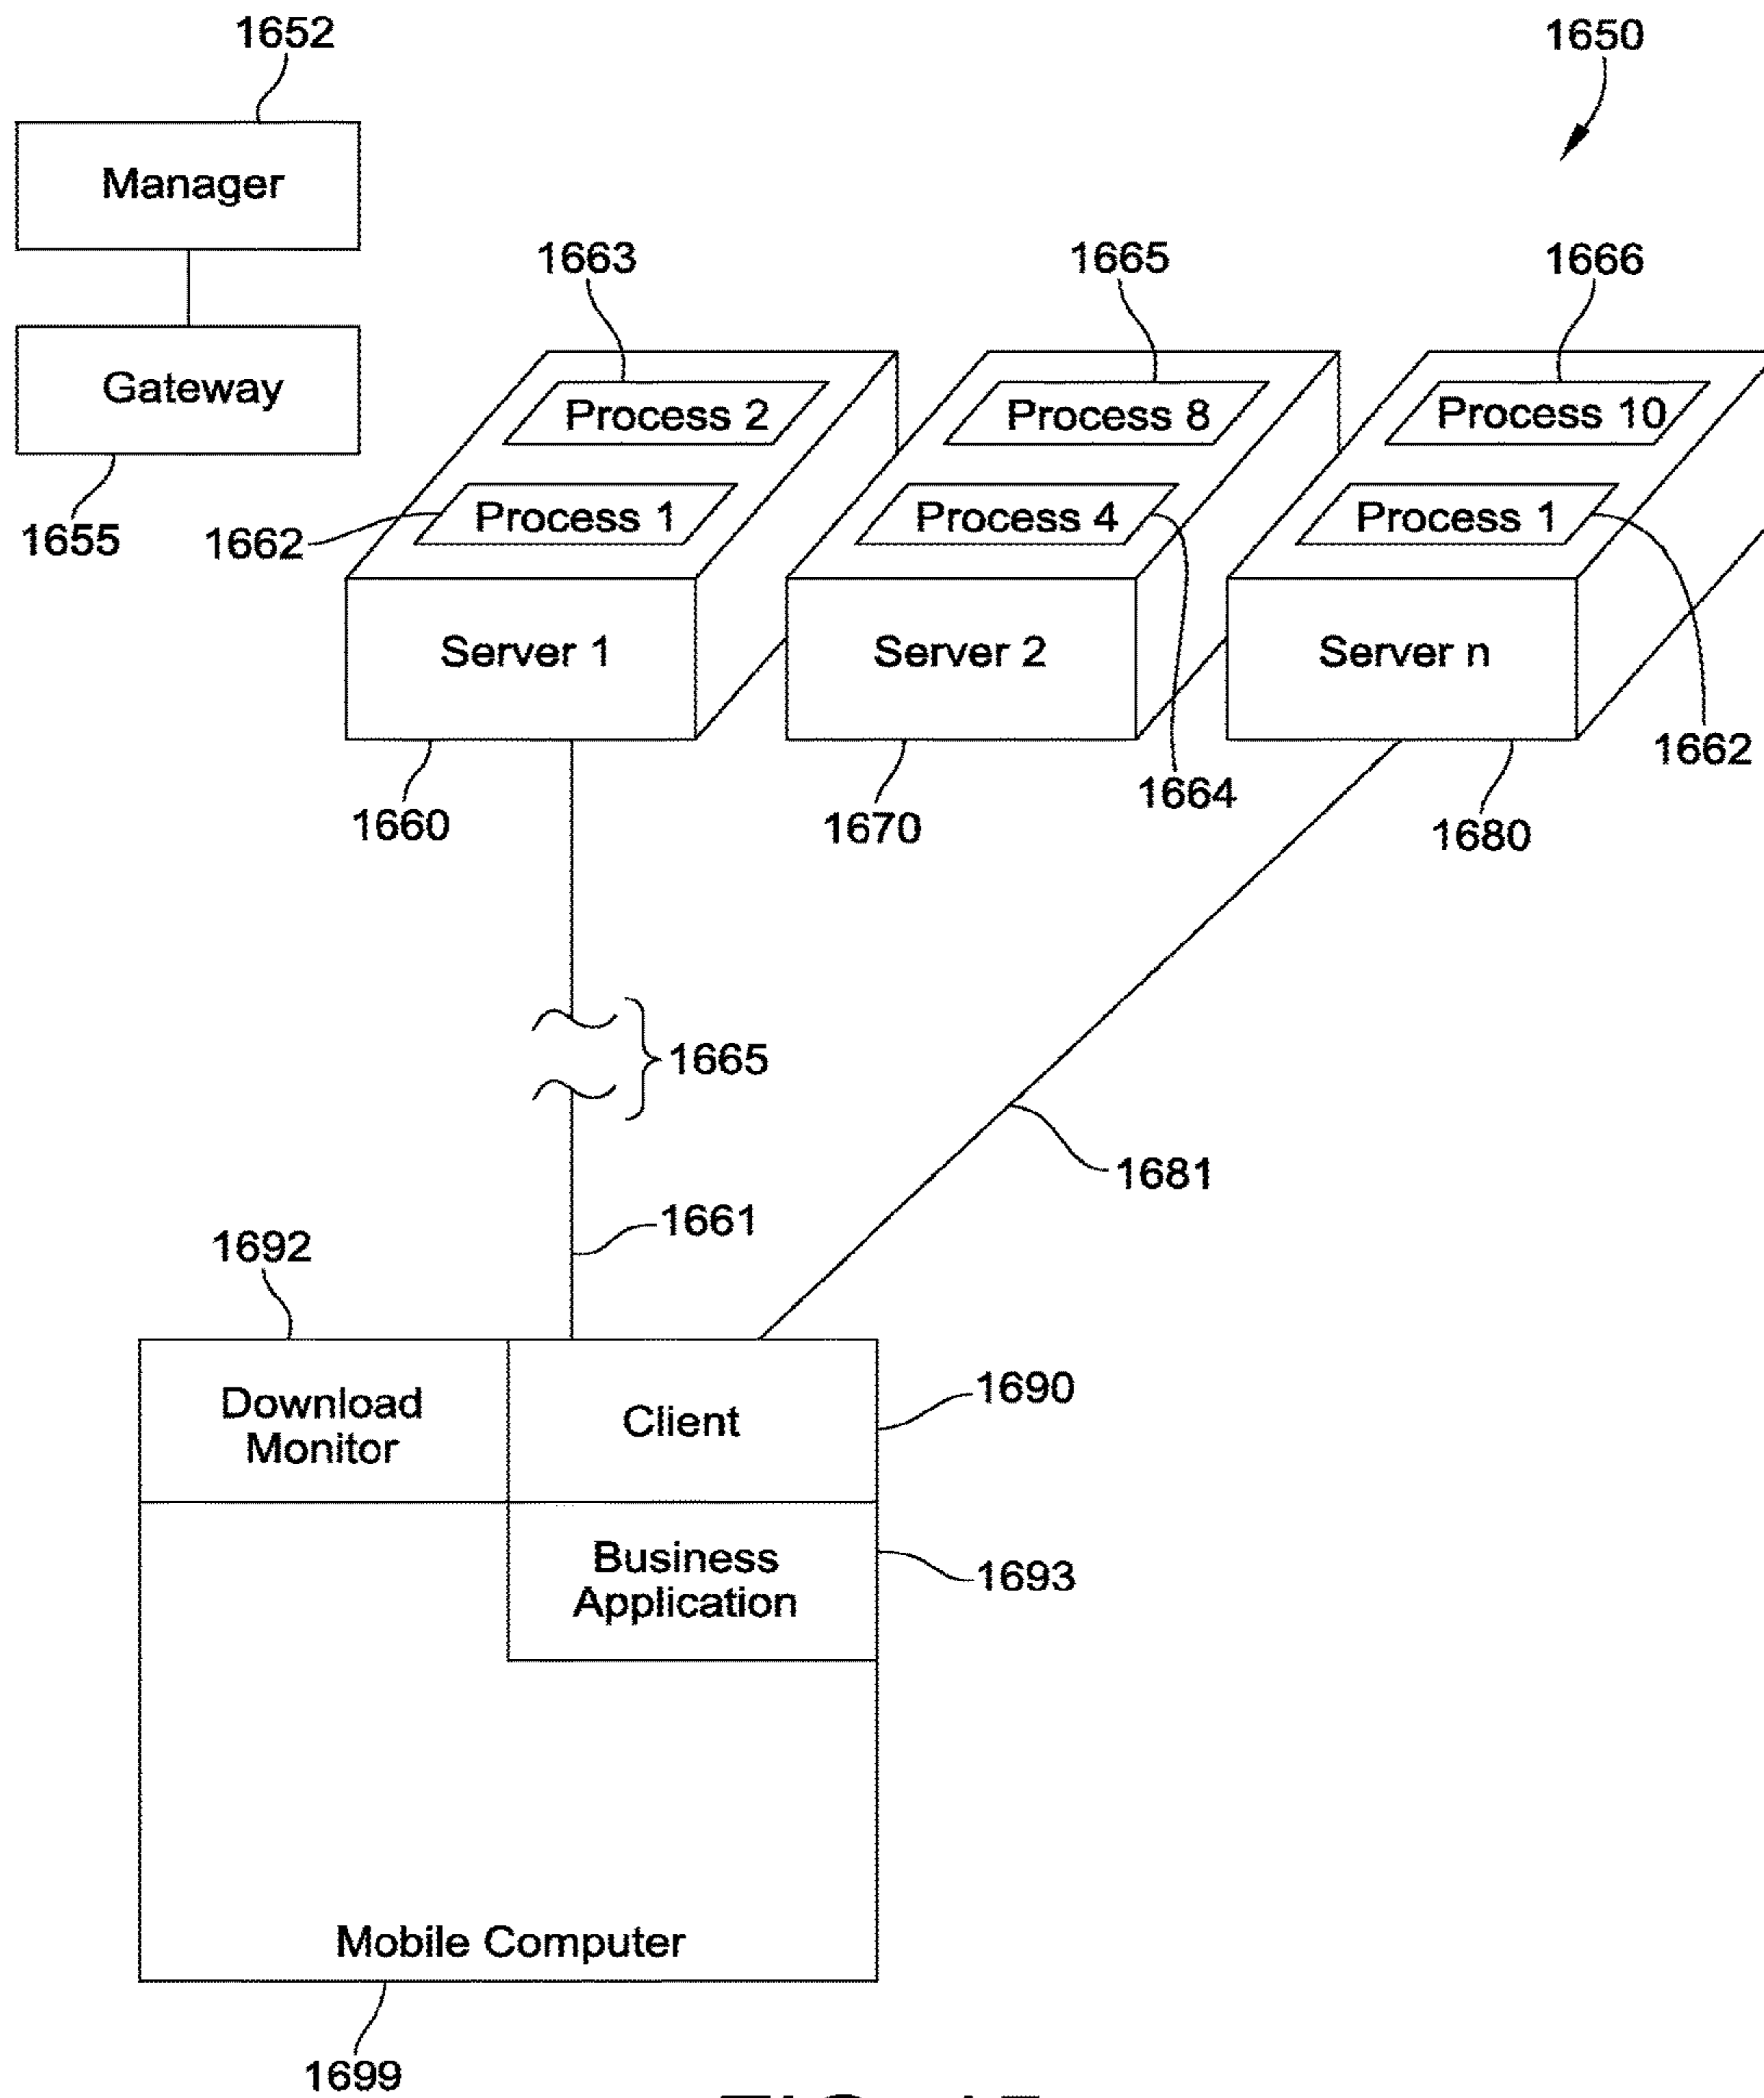 1652
1650
Manager
1663
1665
1666
Gateway
Process 2
Process 8
Process 10
1655
1662
Process 1
Process 4
Process 1
Server 1
Server 2
Server n
1662
1664
1660
1670
1680
1665
1681
1661
1692
Download
Monitor
Client
1690
Business
Application
1693
Mobile Computer
1699